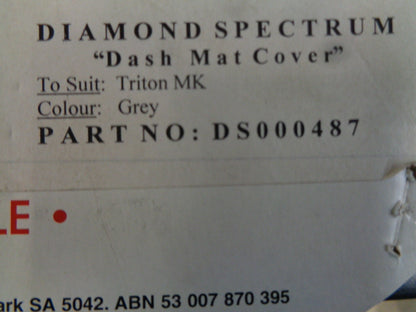 DIAMOND SPECTRUM
“Dash Mat Cover”
To Suit: Triton MK
Colour: Grey
PART NO: DS000487
LE •
ark SA 5042. ABN 53 007 870 395